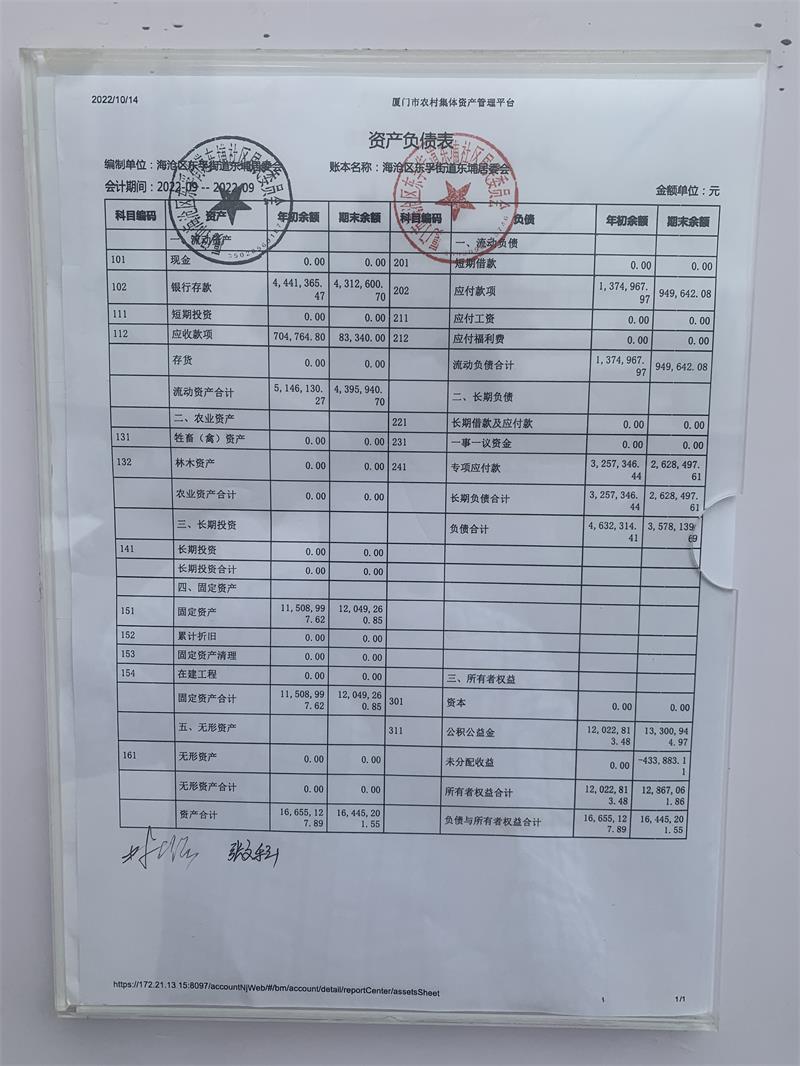 2022/10/14 厦门市农村集体资产管理平台
资产负债表
编制单位：海沧区东孚街道东埔居委会 账本名称：海沧区东孚街道东埔居委会
会计期间：2022-09 -- 2022-09 金额单位：元
科目编码 资产 年初余额 期末余额 科目编码 负债 年初余额 期末余额
一、流动资产 一、流动负债
101 现金 0.00 0.00 201 短期借款 0.00 0.00
102 银行存款 4,441,365.47 4,312,600.70 202 应付款项 1,374,967.97 949,642.08
111 短期投资 0.00 0.00 211 应付工资 0.00 0.00
112 应收款项 704,764.80 83,340.00 212 应付福利费 0.00 0.00
存货 0.00 0.00 流动负债合计 1,374,967.97 949,642.08
流动资产合计 5,146,130.27 4,395,940.70 二、长期负债
二、农业资产 221 长期借款及应付款 0.00 0.00
131 牲畜（禽）资产 0.00 0.00 231 一事一议资金 0.00 0.00
132 林木资产 0.00 0.00 241 专项应付款 3,257,346.44 2,628,497.61
农业资产合计 0.00 0.00 长期负债合计 3,257,346.44 2,628,497.61
三、长期投资 负债合计 4,632,314.41 3,578,139.69
141 长期投资 0.00 0.00
长期投资合计 0.00 0.00
四、固定资产
151 固定资产 11,508,997.62 12,049,260.85
152 累计折旧 0.00 0.00
153 固定资产清理 0.00 0.00
154 在建工程 0.00 0.00 三、所有者权益
固定资产合计 11,508,997.62 12,049,260.85 301 资本 0.00 0.00
五、无形资产 311 公积公益金 12,022,813.48 13,300,944.97
161 无形资产 0.00 0.00 未分配收益 0.00 -433,883.11
无形资产合计 0.00 0.00 所有者权益合计 12,022,813.48 12,867,061.86
资产合计 16,655,127.89 16,445,201.55 负债与所有者权益合计 16,655,127.89 16,445,201.55
https://172.21.13.15:8097/accountNjWeb/#/bm/account/detail/reportCenter/assetsSheet 1/1